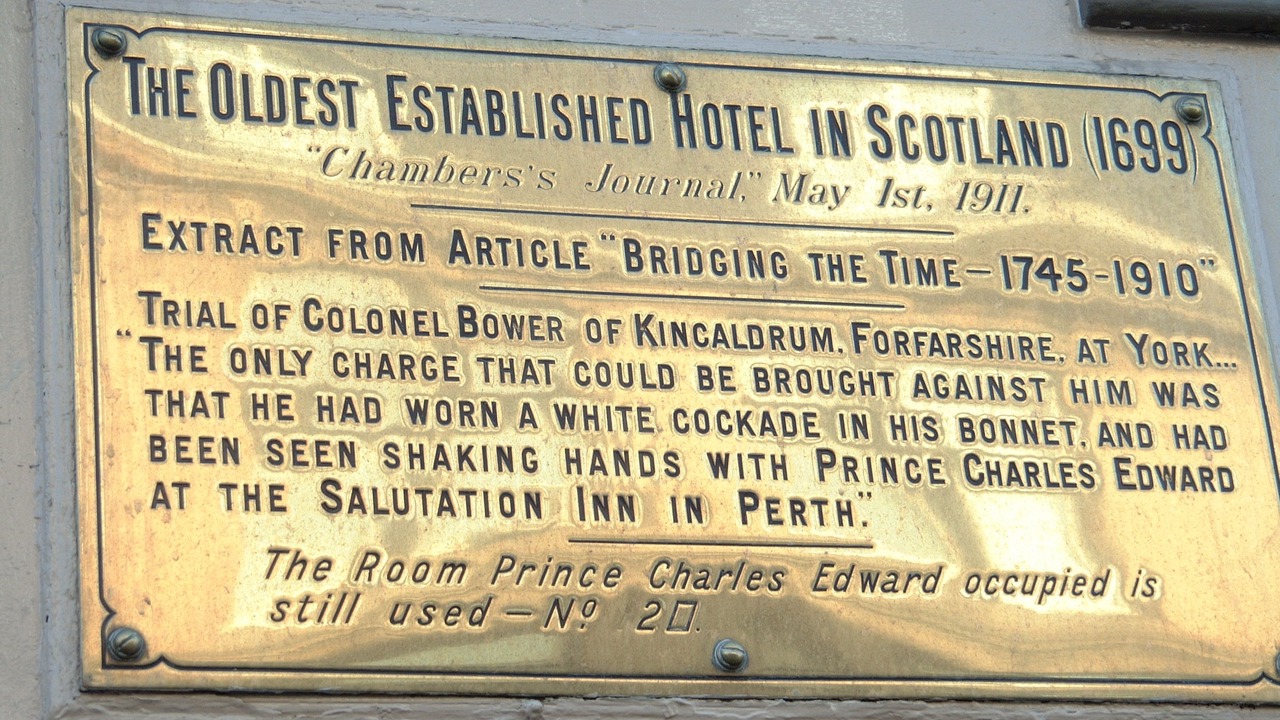 THE OLDEST ESTABLISHED HOTEL IN SCOTLAND (1699)
"Chambers's Journal," May 1st, 1911.
EXTRACT FROM ARTICLE "BRIDGING THE TIME—1745-1910"
TRIAL OF COLONEL BOWER OF KINCALDRUM, FORFARSHIRE, AT YORK...
"THE ONLY CHARGE THAT COULD BE BROUGHT AGAINST HIM WAS
THAT HE HAD WORN A WHITE COCKADE IN HIS BONNET, AND HAD
BEEN SEEN SHAKING HANDS WITH PRINCE CHARLES EDWARD
AT THE SALUTATION INN IN PERTH."
The Room Prince Charles Edward occupied is
still used—Nº 2□.